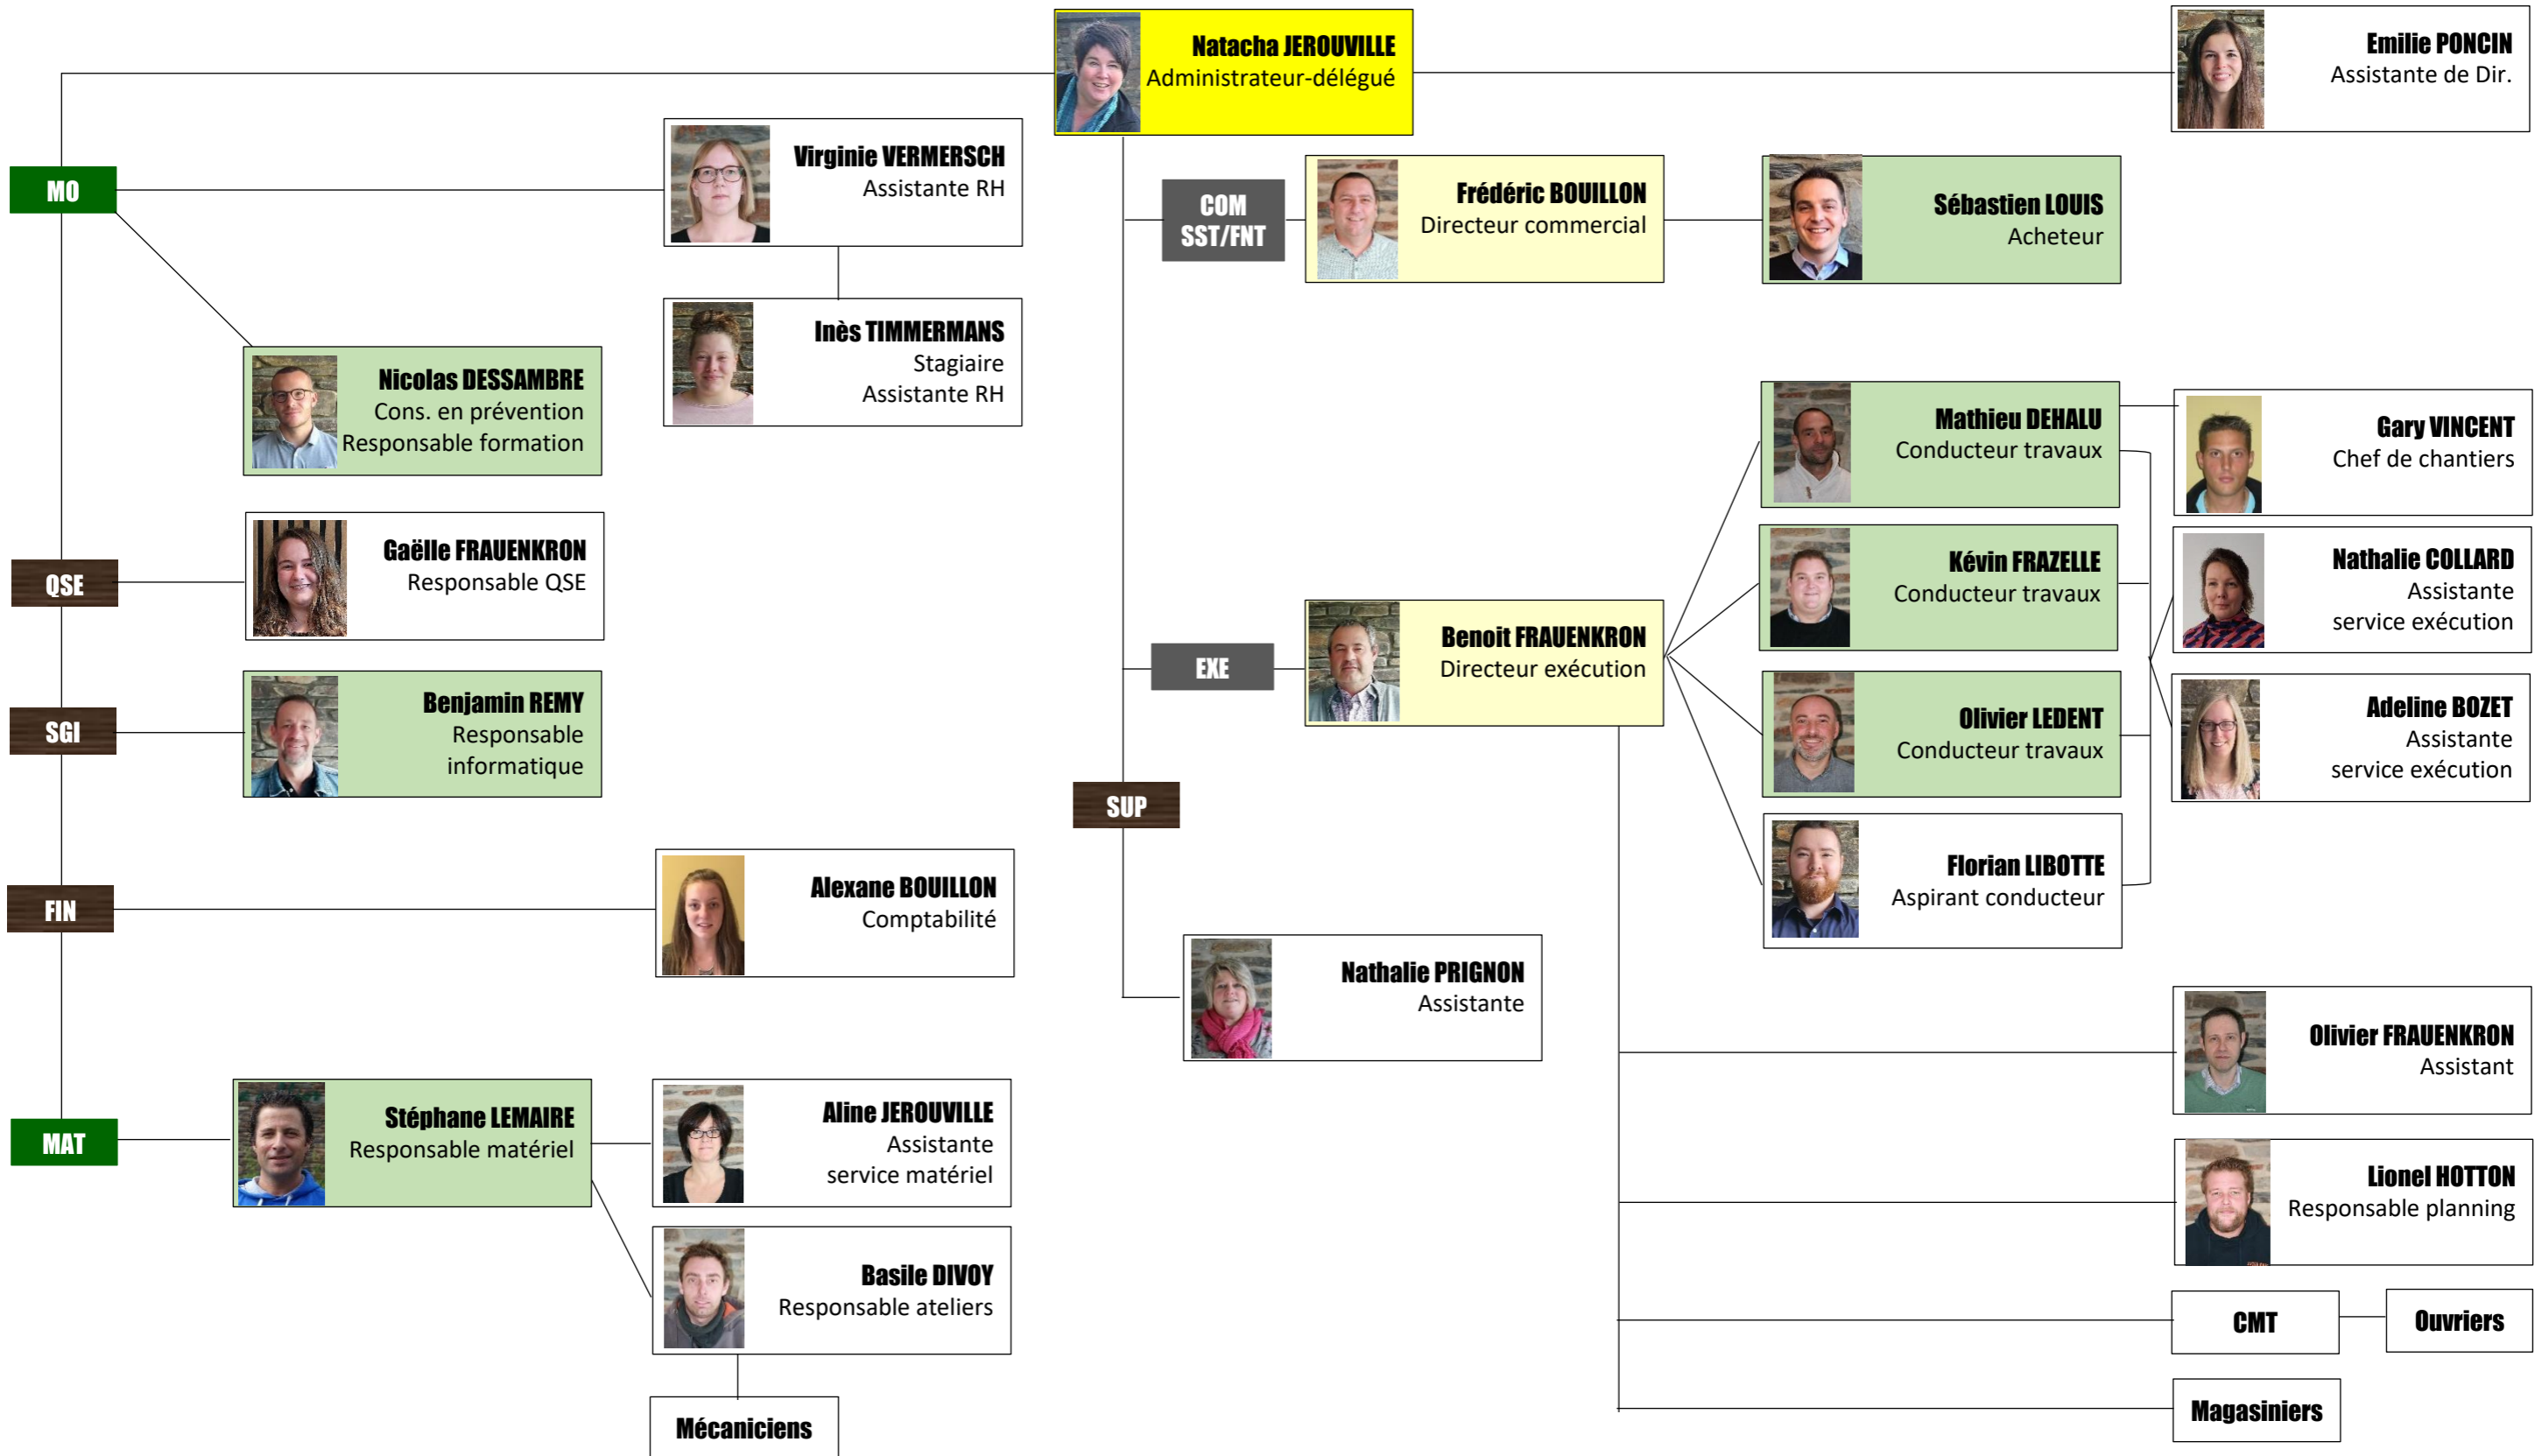 Natacha JEROUVILLE
Administrateur-délégué
Emilie PONCIN
Assistante de Dir.
MO
Virginie VERMERSCH
Assistante RH
Inès TIMMERMANS
Stagiaire
Assistante RH
Nicolas DESSAMBRE
Cons. en prévention
Responsable formation
QSE
Gaëlle FRAUENKRON
Responsable QSE
SGI
Benjamin REMY
Responsable
informatique
FIN
Alexane BOUILLON
Comptabilité
MAT
Stéphane LEMAIRE
Responsable matériel
Aline JEROUVILLE
Assistante
service matériel
Basile DIVOY
Responsable ateliers
Mécaniciens
COM
SST/FNT
Frédéric BOUILLON
Directeur commercial
Sébastien LOUIS
Acheteur
EXE
Benoit FRAUENKRON
Directeur exécution
Mathieu DEHALU
Conducteur travaux
Kévin FRAZELLE
Conducteur travaux
Olivier LEDENT
Conducteur travaux
Florian LIBOTTE
Aspirant conducteur
Gary VINCENT
Chef de chantiers
Nathalie COLLARD
Assistante
service exécution
Adeline BOZET
Assistante
service exécution
SUP
Nathalie PRIGNON
Assistante
Olivier FRAUENKRON
Assistant
Lionel HOTTON
Responsable planning
CMT
Ouvriers
Magasiniers